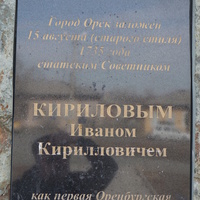 Город Орск заложен
15 августа (старого стиля)
1735 года
статским Советником
КИРИЛОВЫМ
Иваном
Кирилловичем
как первая Оренбургская